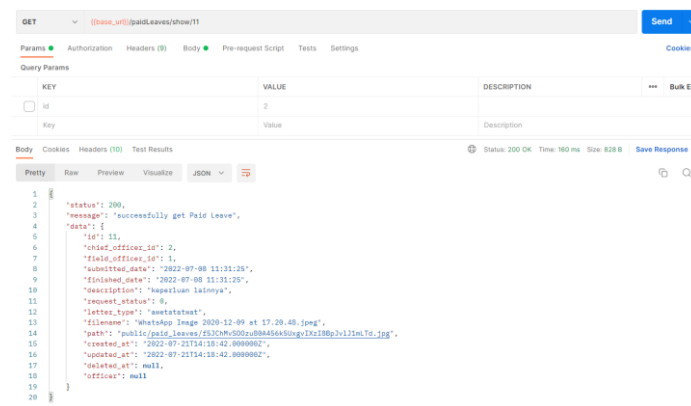 GET {{base_url}}/paidLeaves/show/11 Send
Params Authorization Headers (9) Body Pre-request Script Tests Settings Cookie
Query Params
KEY VALUE DESCRIPTION ••• Bulk E
id 2
Key Value Description
Body Cookies Headers (10) Test Results Status: 200 OK Time: 160 ms Size: 828 B Save Response
Pretty Raw Preview Visualize JSON
1 {
2 "status": 200,
3 "message": "successfully get Paid Leave",
4 "data": {
5 "id": 11,
6 "chief_officer_id": 2,
7 "field_officer_id": 1,
8 "submitted_date": "2022-07-08 11:31:25",
9 "finished_date": "2022-07-08 11:31:25",
10 "description": "keperluan lainnya",
11 "request_status": 0,
12 "letter_type": "awetatatwat",
13 "filename": "WhatsApp Image 2020-12-09 at 17.20.48.jpeg",
14 "path": "public/paid_leaves/
15 "created_at": "2022-07-21T14:18:42.000000Z",
16 "updated_at": "2022-07-21T14:18:42.000000Z",
17 "deleted_at": null,
18 "officer": null
19 }
20 }